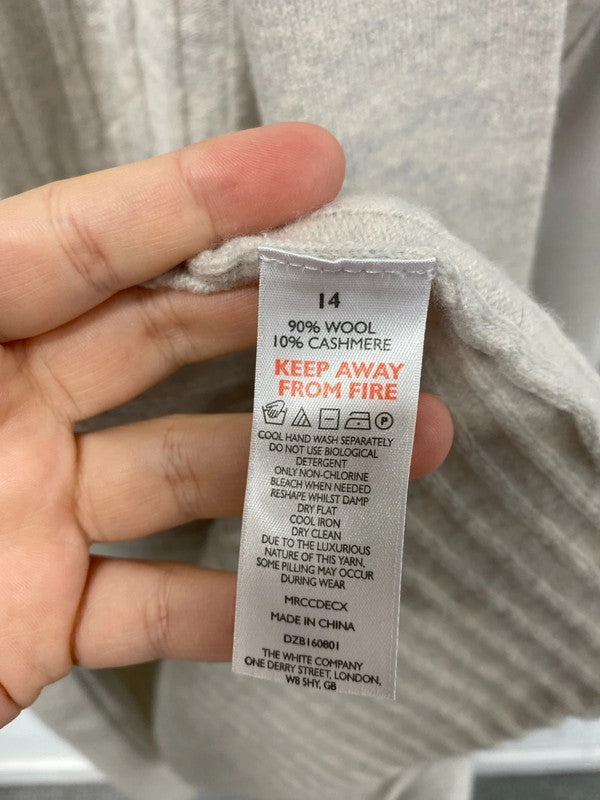 14
90% WOOL
10% CASHMERE
KEEP AWAY
FROM FIRE
P
COOL HAND WASH SEPARATELY
DO NOT USE BIOLOGICAL
DETERGENT
ONLY NON-CHLORINE
BLEACH WHEN NEEDED
RESHAPE WHILST DAMP
DRY FLAT
COOL IRON
DRY CLEAN
DUE TO THE LUXURIOUS
NATURE OF THIS YARN,
SOME PILLING MAY OCCUR
DURING WEAR
MRCCDECX
MADE IN CHINA
DZB160801
THE WHITE COMPANY
ONE DERRY STREET, LONDON,
W8 5HY, GB